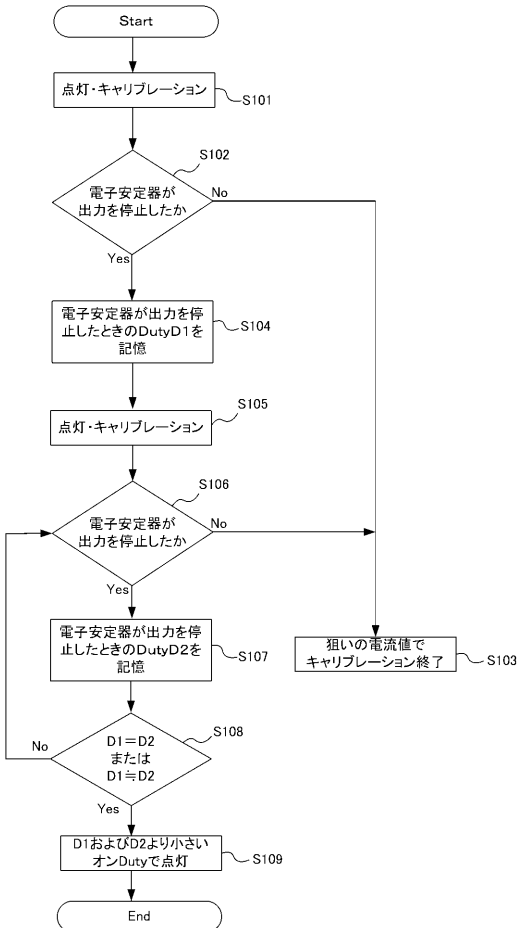 Start
点灯・キャリブレーション
S101
S102
電子安定器が
出力を停止したか
No
Yes
電子安定器が出力を停
止したときのDutyD1を
記憶
S104
点灯・キャリブレーション
S105
S106
電子安定器が
出力を停止したか
No
Yes
電子安定器が出力を停
止したときのDutyD2を
記憶
S107
狙いの電流値で
キャリブレーション終了
S103
S108
D1＝D2
または
D1≒D2
No
Yes
D1およびD2より小さい
オンDutyで点灯
S109
End